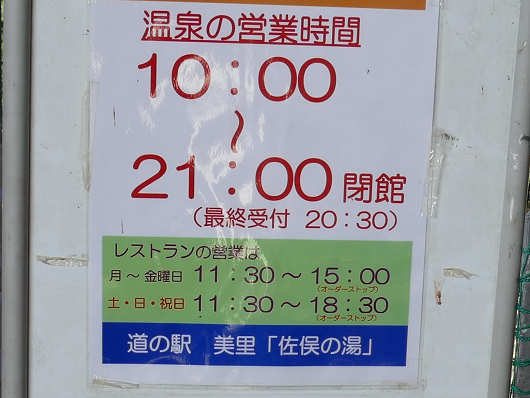 温泉の営業時間
10：00
～
21：00 閉館
（最終受付 20：30）
レストランの営業は
月～金曜日 11：30～15：00
（オーダーストップ）
土・日・祝日 11：30～18：30
（オーダーストップ）
道の駅 美里「佐俣の湯」